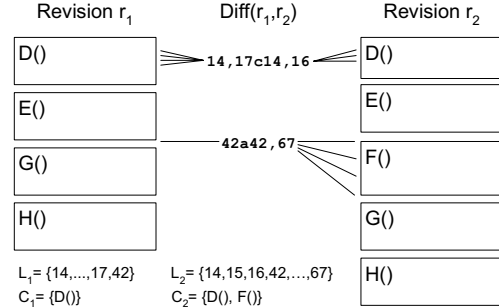 Revision r1 Diff(r1,r2) Revision r2
D() 14,17c14,16 D()
E() E()
42a42,67
G() F()
H() G()
L1= {14,...,17,42} L2= {14,15,16,42,...,67}
C1= {D()} C2= {D(), F()} H()